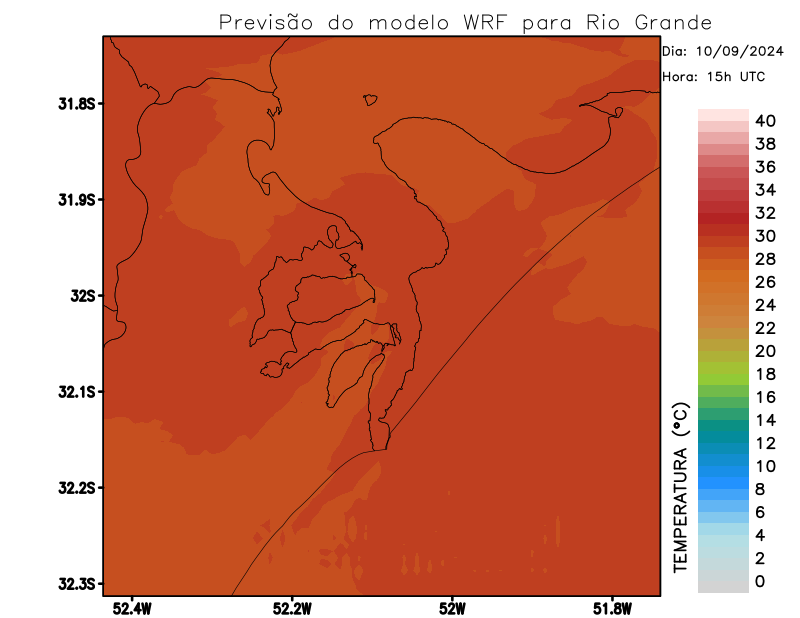 Previsão do modelo WRF para Rio Grande
Dia: 10/09/2024
Hora: 15h UTC
31.8S
31.9S
32S
32.1S
32.2S
32.3S
52.4W
52.2W
52W
51.8W
TEMPERATURA (°C)
40
38
36
34
32
30
28
26
24
22
20
18
16
14
12
10
8
6
4
2
0